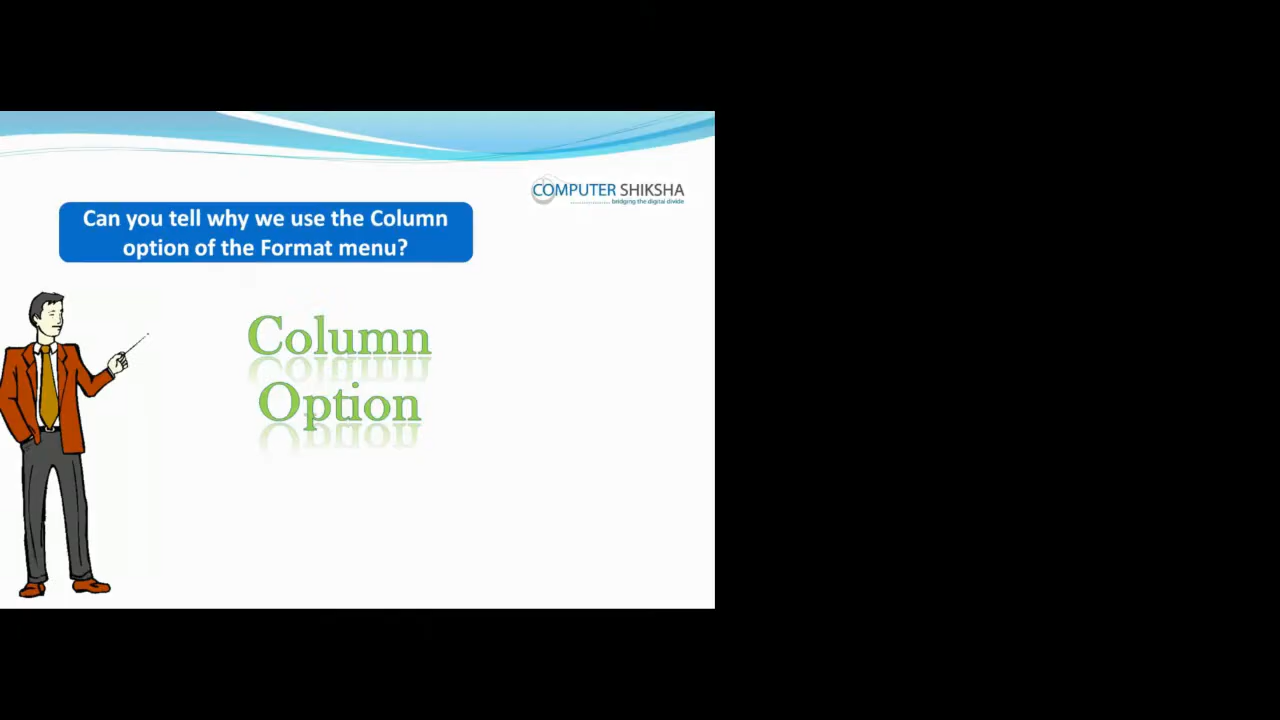 COMPUTER SHIKSHA
bridging the digital divide
Can you tell why we use the Column
option of the Format menu?
Column
Option